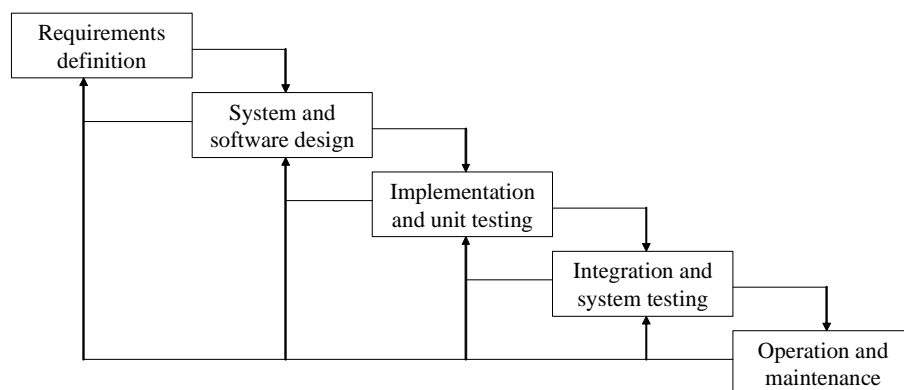 Requirements
definition
System and
software design
Implementation
and unit testing
Integration and
system testing
Operation and
maintenance